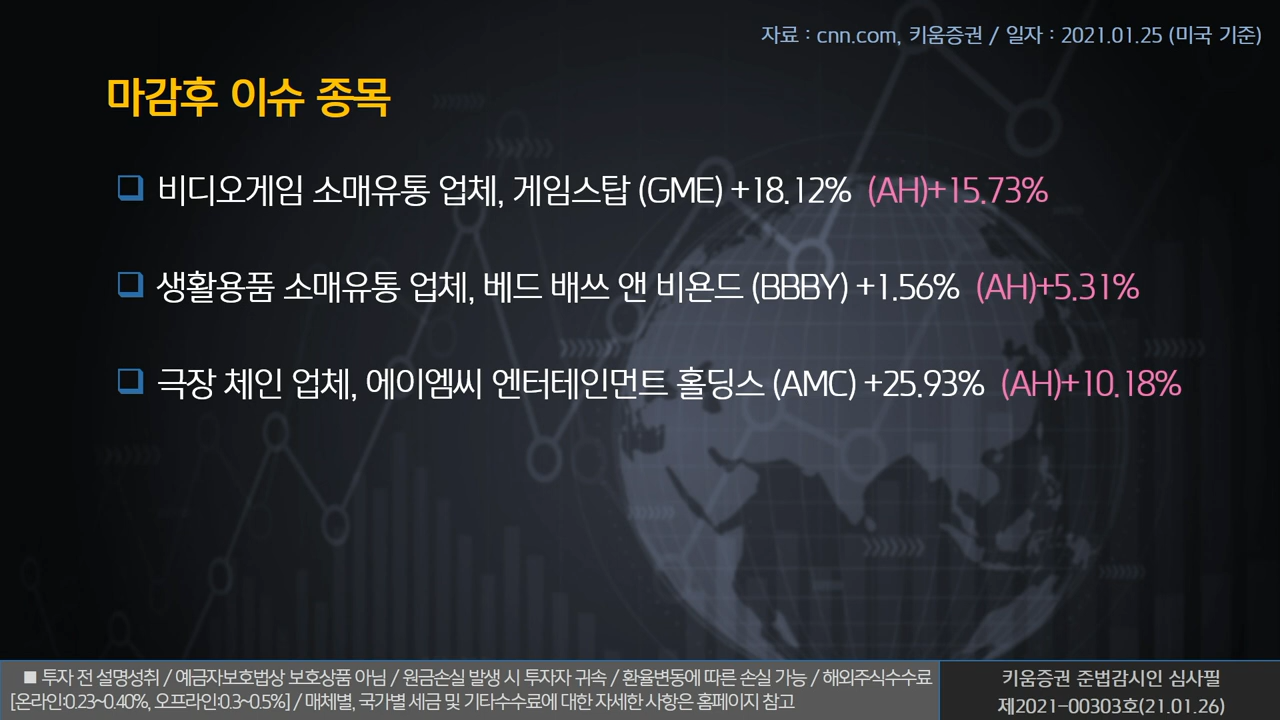 자료 : cnn.com, 키움증권 / 일자 : 2021.01.25 (미국 기준)
마감후 이슈 종목
❑ 비디오게임 소매유통 업체, 게임스탑 (GME) +18.12% (AH)+15.73%
❑ 생활용품 소매유통 업체, 베드 배쓰 앤 비욘드 (BBBY) +1.56% (AH)+5.31%
❑ 극장 체인 업체, 에이엠씨 엔터테인먼트 홀딩스 (AMC) +25.93% (AH)+10.18%
■ 투자 전 설명성취 / 예금자보호법상 보호상품 아님 / 원금손실 발생 시 투자자 귀속 / 환율변동에 따른 손실 가능 / 해외주식수수료
[온라인:0.23~0.40%, 오프라인:0.3~0.5%] / 매체별, 국가별 세금 및 기타수수료에 대한 자세한 사항은 홈페이지 참고
키움증권 준법감시인 심사필
제2021-00303호(21.01.26)